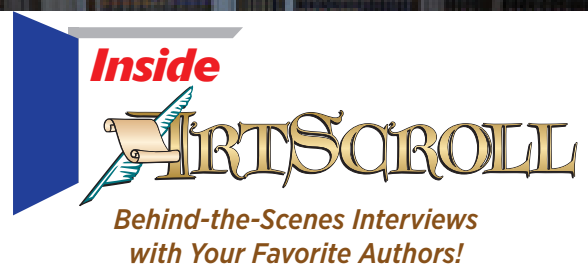 Inside
ARTSCROLL
Behind-the-Scenes Interviews
with Your Favorite Authors!